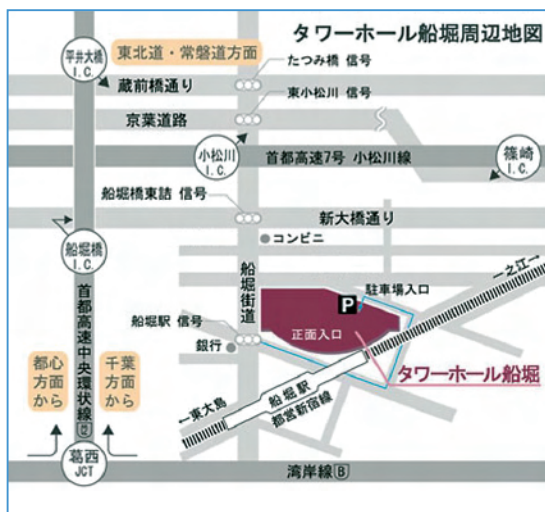 タワーホール船堀周辺地図
平井大橋
I.C.
東北道・常磐道方面
たつみ橋 信号
蔵前橋通り
東小松川 信号
京葉道路
小松川
I.C.
首都高速7号 小松川線
篠崎
I.C.
船堀橋東詰 信号
新大橋通り
コンビニ
船堀橋
I.C.
船堀街道
一之江→
駐車場入口
P
首都高速中央環状線C2
船堀駅 信号
正面入口
銀行
都心
方面
から
千葉
方面
から
タワーホール船堀
船堀駅
←東大島
都営新宿線
葛西
JCT
湾岸線B